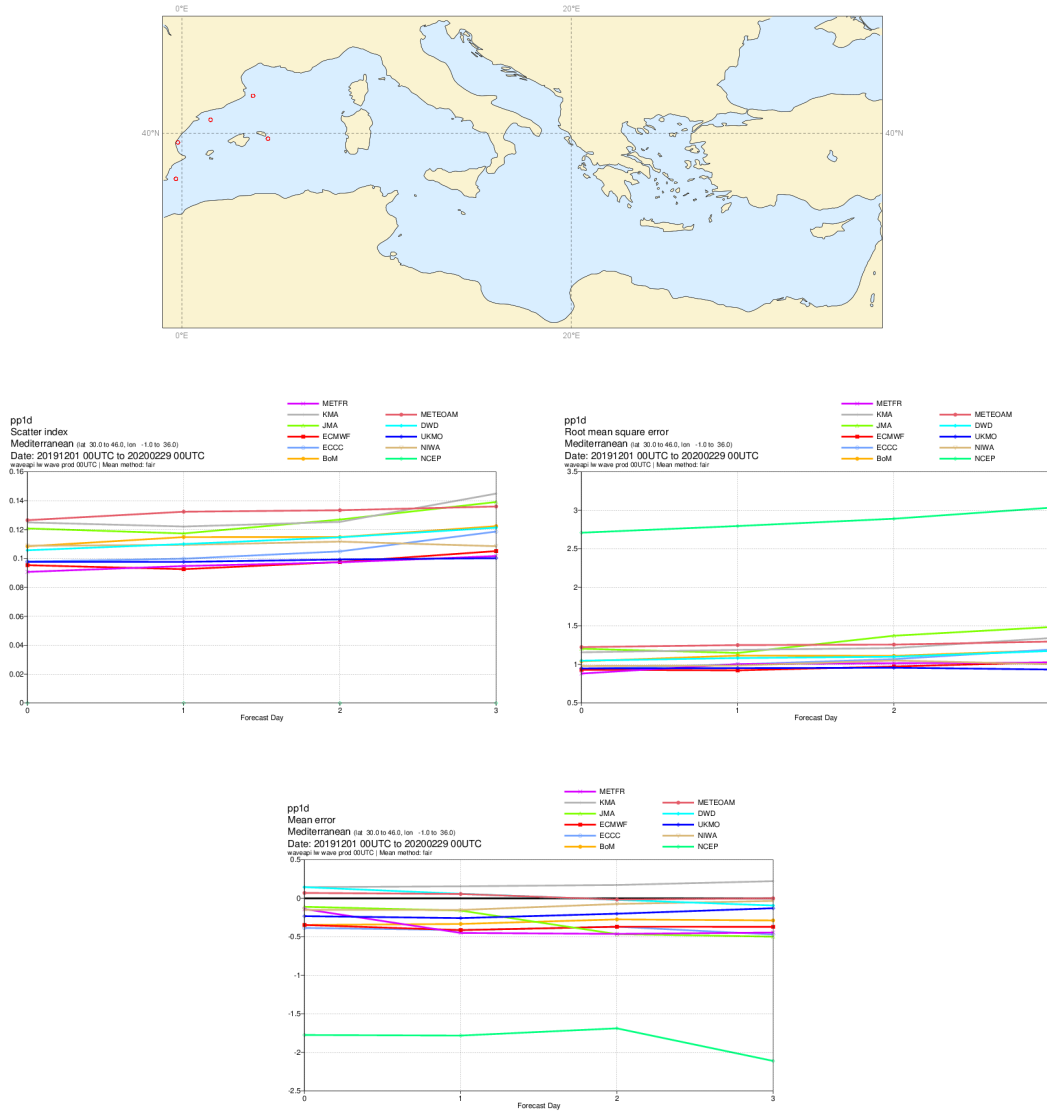 0°E 20°E
40°N 40°N
0°E 20°E
METFR
KMA METEOAM
JMA DWD
ECMWF UKMO
ECCC NIWA
BoM NCEP
pp1d
Scatter index
Mediterranean (lat 30.0 to 46.0, lon -1.0 to 36.0)
Date: 20191201 00UTC to 20200229 00UTC
waveapi lw wave prod 00UTC | Mean method: fair
0.16
0.14
0.12
0.1
0.08
0.06
0.04
0.02
0
0 1 2 3
Forecast Day
METFR
KMA METEOAM
JMA DWD
ECMWF UKMO
ECCC NIWA
BoM NCEP
pp1d
Root mean square error
Mediterranean (lat 30.0 to 46.0, lon -1.0 to 36.0)
Date: 20191201 00UTC to 20200229 00UTC
waveapi lw wave prod 00UTC | Mean method: fair
3.5
3
2.5
2
1.5
1
0.5
0 1 2
Forecast Day
METFR
KMA METEOAM
JMA DWD
ECMWF UKMO
ECCC NIWA
BoM NCEP
pp1d
Mean error
Mediterranean (lat 30.0 to 46.0, lon -1.0 to 36.0)
Date: 20191201 00UTC to 20200229 00UTC
waveapi lw wave prod 00UTC | Mean method: fair
0.5
0
-0.5
-1
-1.5
-2
-2.5
0 1 2 3
Forecast Day